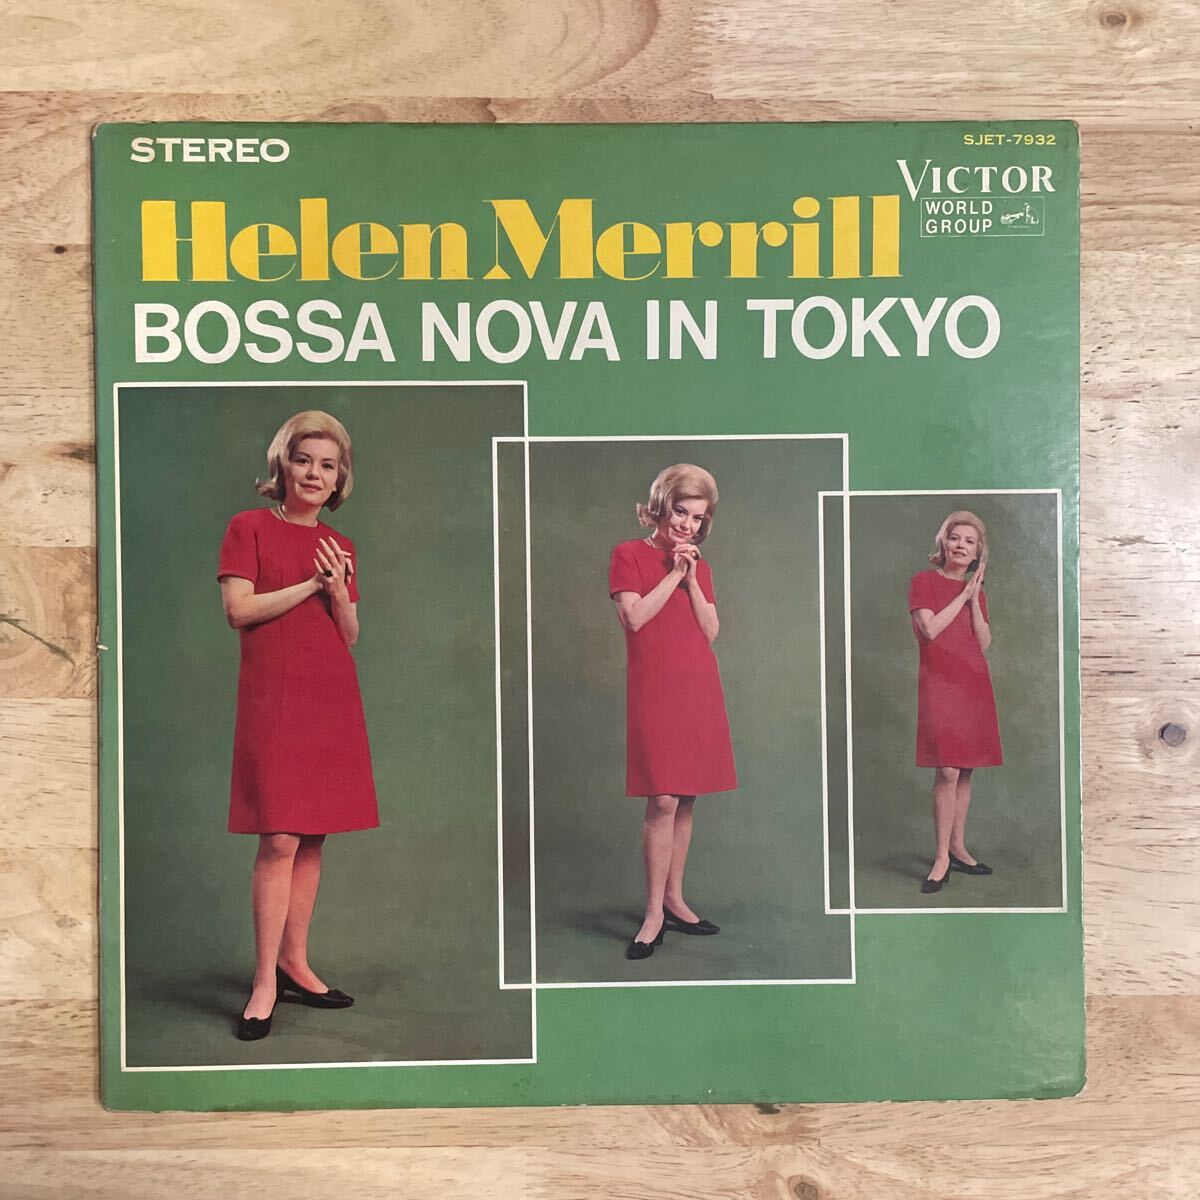 STEREO
SJET-7932
Helen Merrill
VICTOR
WORLD
GROUP
BOSSA NOVA IN TOKYO